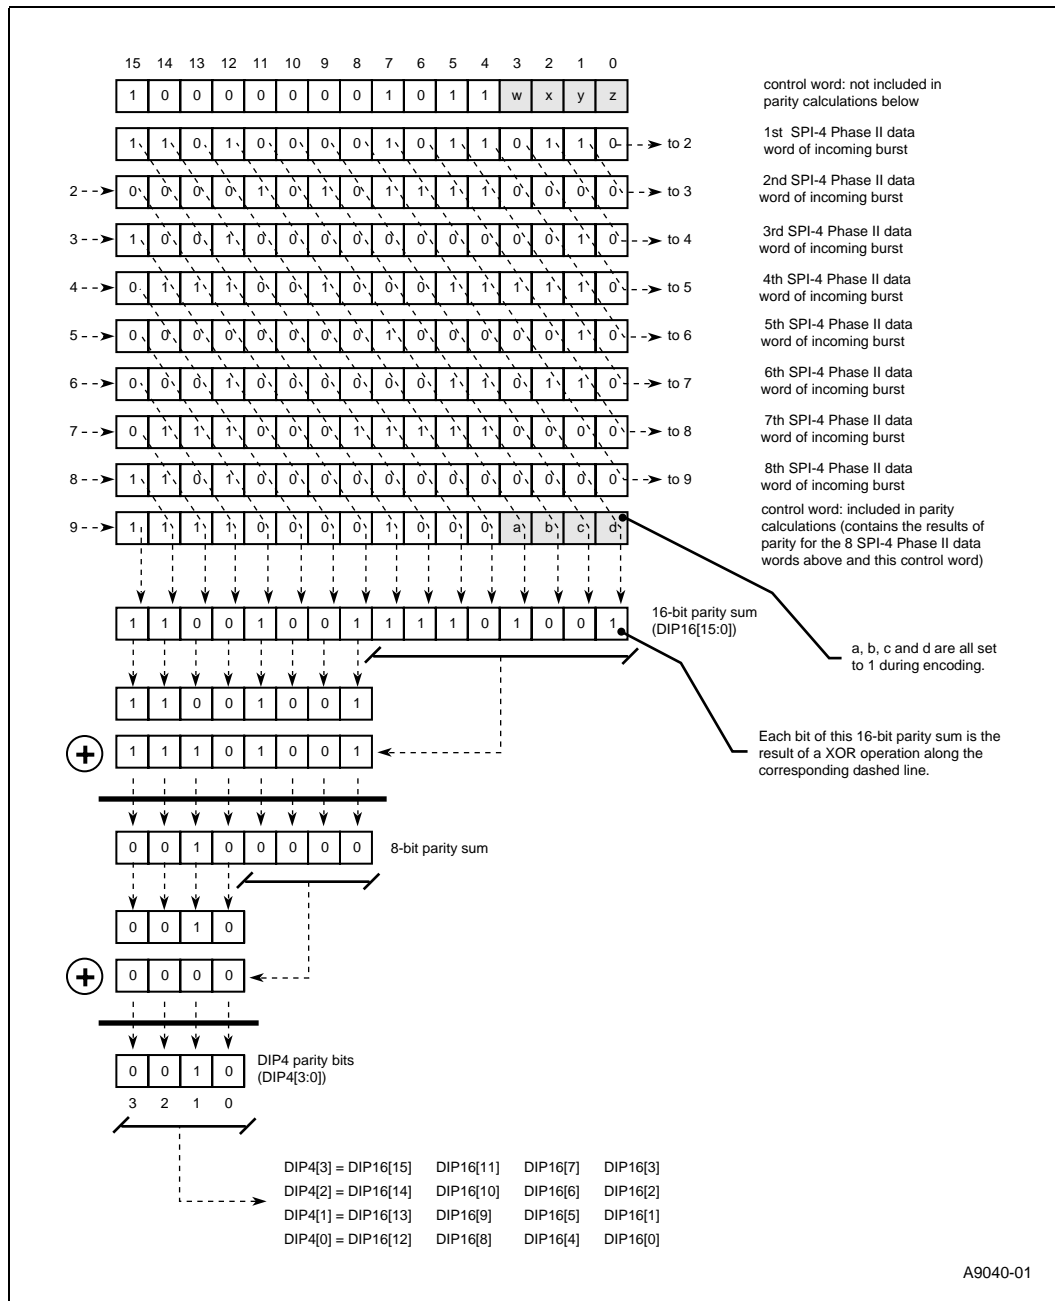 15 14 13 12 11 10 9 8 7 6 5 4 3 2 1 0
1 0 0 0 0 0 0 0 1 0 1 1 w x y z
control word: not included in
parity calculations below
1 1 0 1 0 0 0 0 1 0 1 1 0 1 1 0 to 2
1st SPI-4 Phase II data
word of incoming burst
2 0 0 0 0 1 0 1 0 1 1 1 1 0 0 0 0 to 3
2nd SPI-4 Phase II data
word of incoming burst
3 1 0 0 1 0 0 0 0 0 0 0 0 0 0 1 0 to 4
3rd SPI-4 Phase II data
word of incoming burst
4 0 1 1 1 0 0 1 0 0 0 1 1 1 1 1 0 to 5
4th SPI-4 Phase II data
word of incoming burst
5 0 0 0 0 0 0 0 0 1 0 0 0 0 0 1 0 to 6
5th SPI-4 Phase II data
word of incoming burst
6 0 0 0 1 0 0 0 0 0 0 1 1 0 1 1 0 to 7
6th SPI-4 Phase II data
word of incoming burst
7 0 1 1 1 0 0 0 1 1 1 1 1 0 0 0 0 to 8
7th SPI-4 Phase II data
word of incoming burst
8 1 1 0 1 0 0 0 0 0 0 0 0 0 0 0 0 to 9
8th SPI-4 Phase II data
word of incoming burst
9 1 1 1 1 0 0 0 0 1 0 0 0 a b c d
control word: included in parity
calculations (contains the results of
parity for the 8 SPI-4 Phase II data
words above and this control word)
1 1 0 0 1 0 0 1 1 1 1 0 1 0 0 1
16-bit parity sum
(DIP16[15:0])
a, b, c and d are all set
to 1 during encoding.
1 1 0 0 1 0 0 1
+ 1 1 1 0 1 0 0 1
Each bit of this 16-bit parity sum is the
result of a XOR operation along the
corresponding dashed line.
0 0 1 0 0 0 0 0 8-bit parity sum
0 0 1 0
+ 0 0 0 0
0 0 1 0
DIP4 parity bits
(DIP4[3:0])
3 2 1 0
DIP4[3] = DIP16[15] DIP16[11] DIP16[7] DIP16[3]
DIP4[2] = DIP16[14] DIP16[10] DIP16[6] DIP16[2]
DIP4[1] = DIP16[13] DIP16[9] DIP16[5] DIP16[1]
DIP4[0] = DIP16[12] DIP16[8] DIP16[4] DIP16[0]
A9040-01